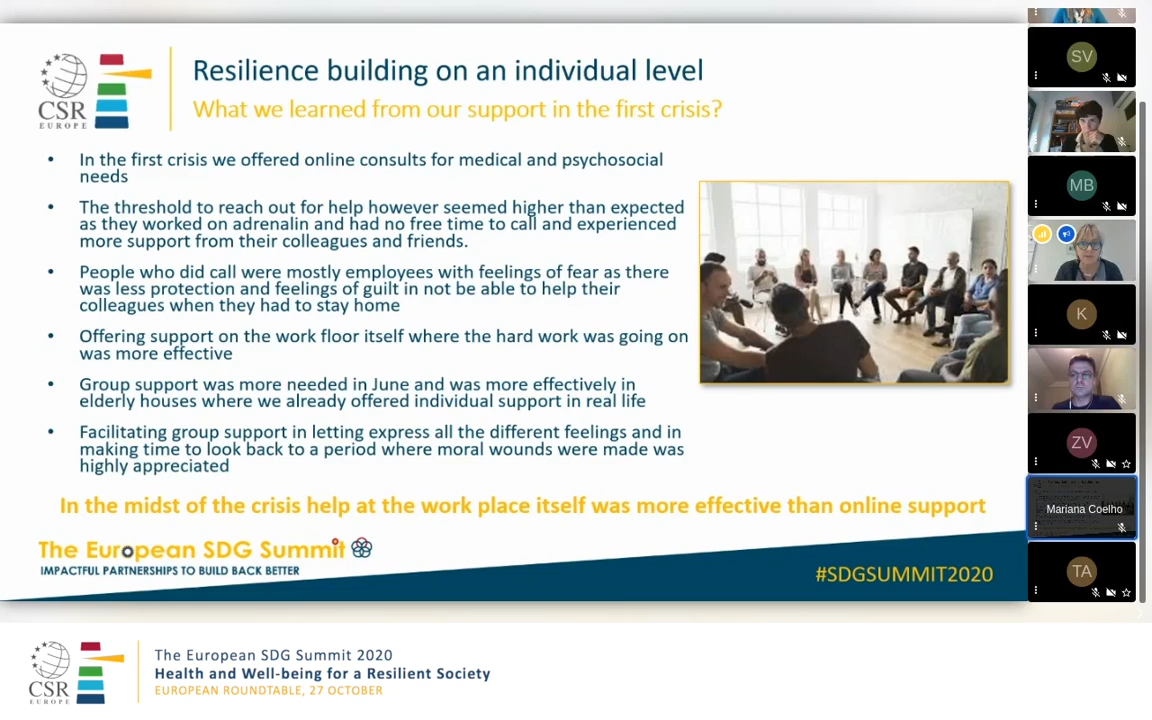 CSR
EUROPE
Resilience building on an individual level
What we learned from our support in the first crisis?
• In the first crisis we offered online consults for medical and psychosocial
needs
• The threshold to reach out for help however seemed higher than expected
as they worked on adrenalin and had no free time to call and experienced
more support from their colleagues and friends.
• People who did call were mostly employees with feelings of fear as there
was less protection and feelings of guilt in not be able to help their
colleagues when they had to stay home
• Offering support on the work floor itself where the hard work was going on
was more effective
• Group support was more needed in June and was more effectively in
elderly houses where we already offered individual support in real life
• Facilitating group support in letting express all the different feelings and in
making time to look back to a period where moral wounds were made was
highly appreciated
In the midst of the crisis help at the work place itself was more effective than online support
The European SDG Summit
IMPACTFUL PARTNERSHIPS TO BUILD BACK BETTER
#SDGSUMMIT2020
SV
MB
K
ZV
Mariana Coelho
TA
CSR
EUROPE
The European SDG Summit 2020
Health and Well-being for a Resilient Society
EUROPEAN ROUNDTABLE, 27 OCTOBER